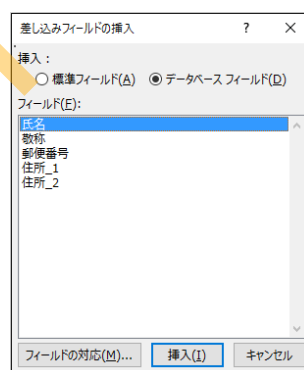 差し込みフィールドの挿入 ? ×
挿入：
標準フィールド(A) データベース フィールド(D)
フィールド(F):
氏名
敬称
郵便番号
住所_1
住所_2
フィールドの対応(M)... 挿入(I) キャンセル